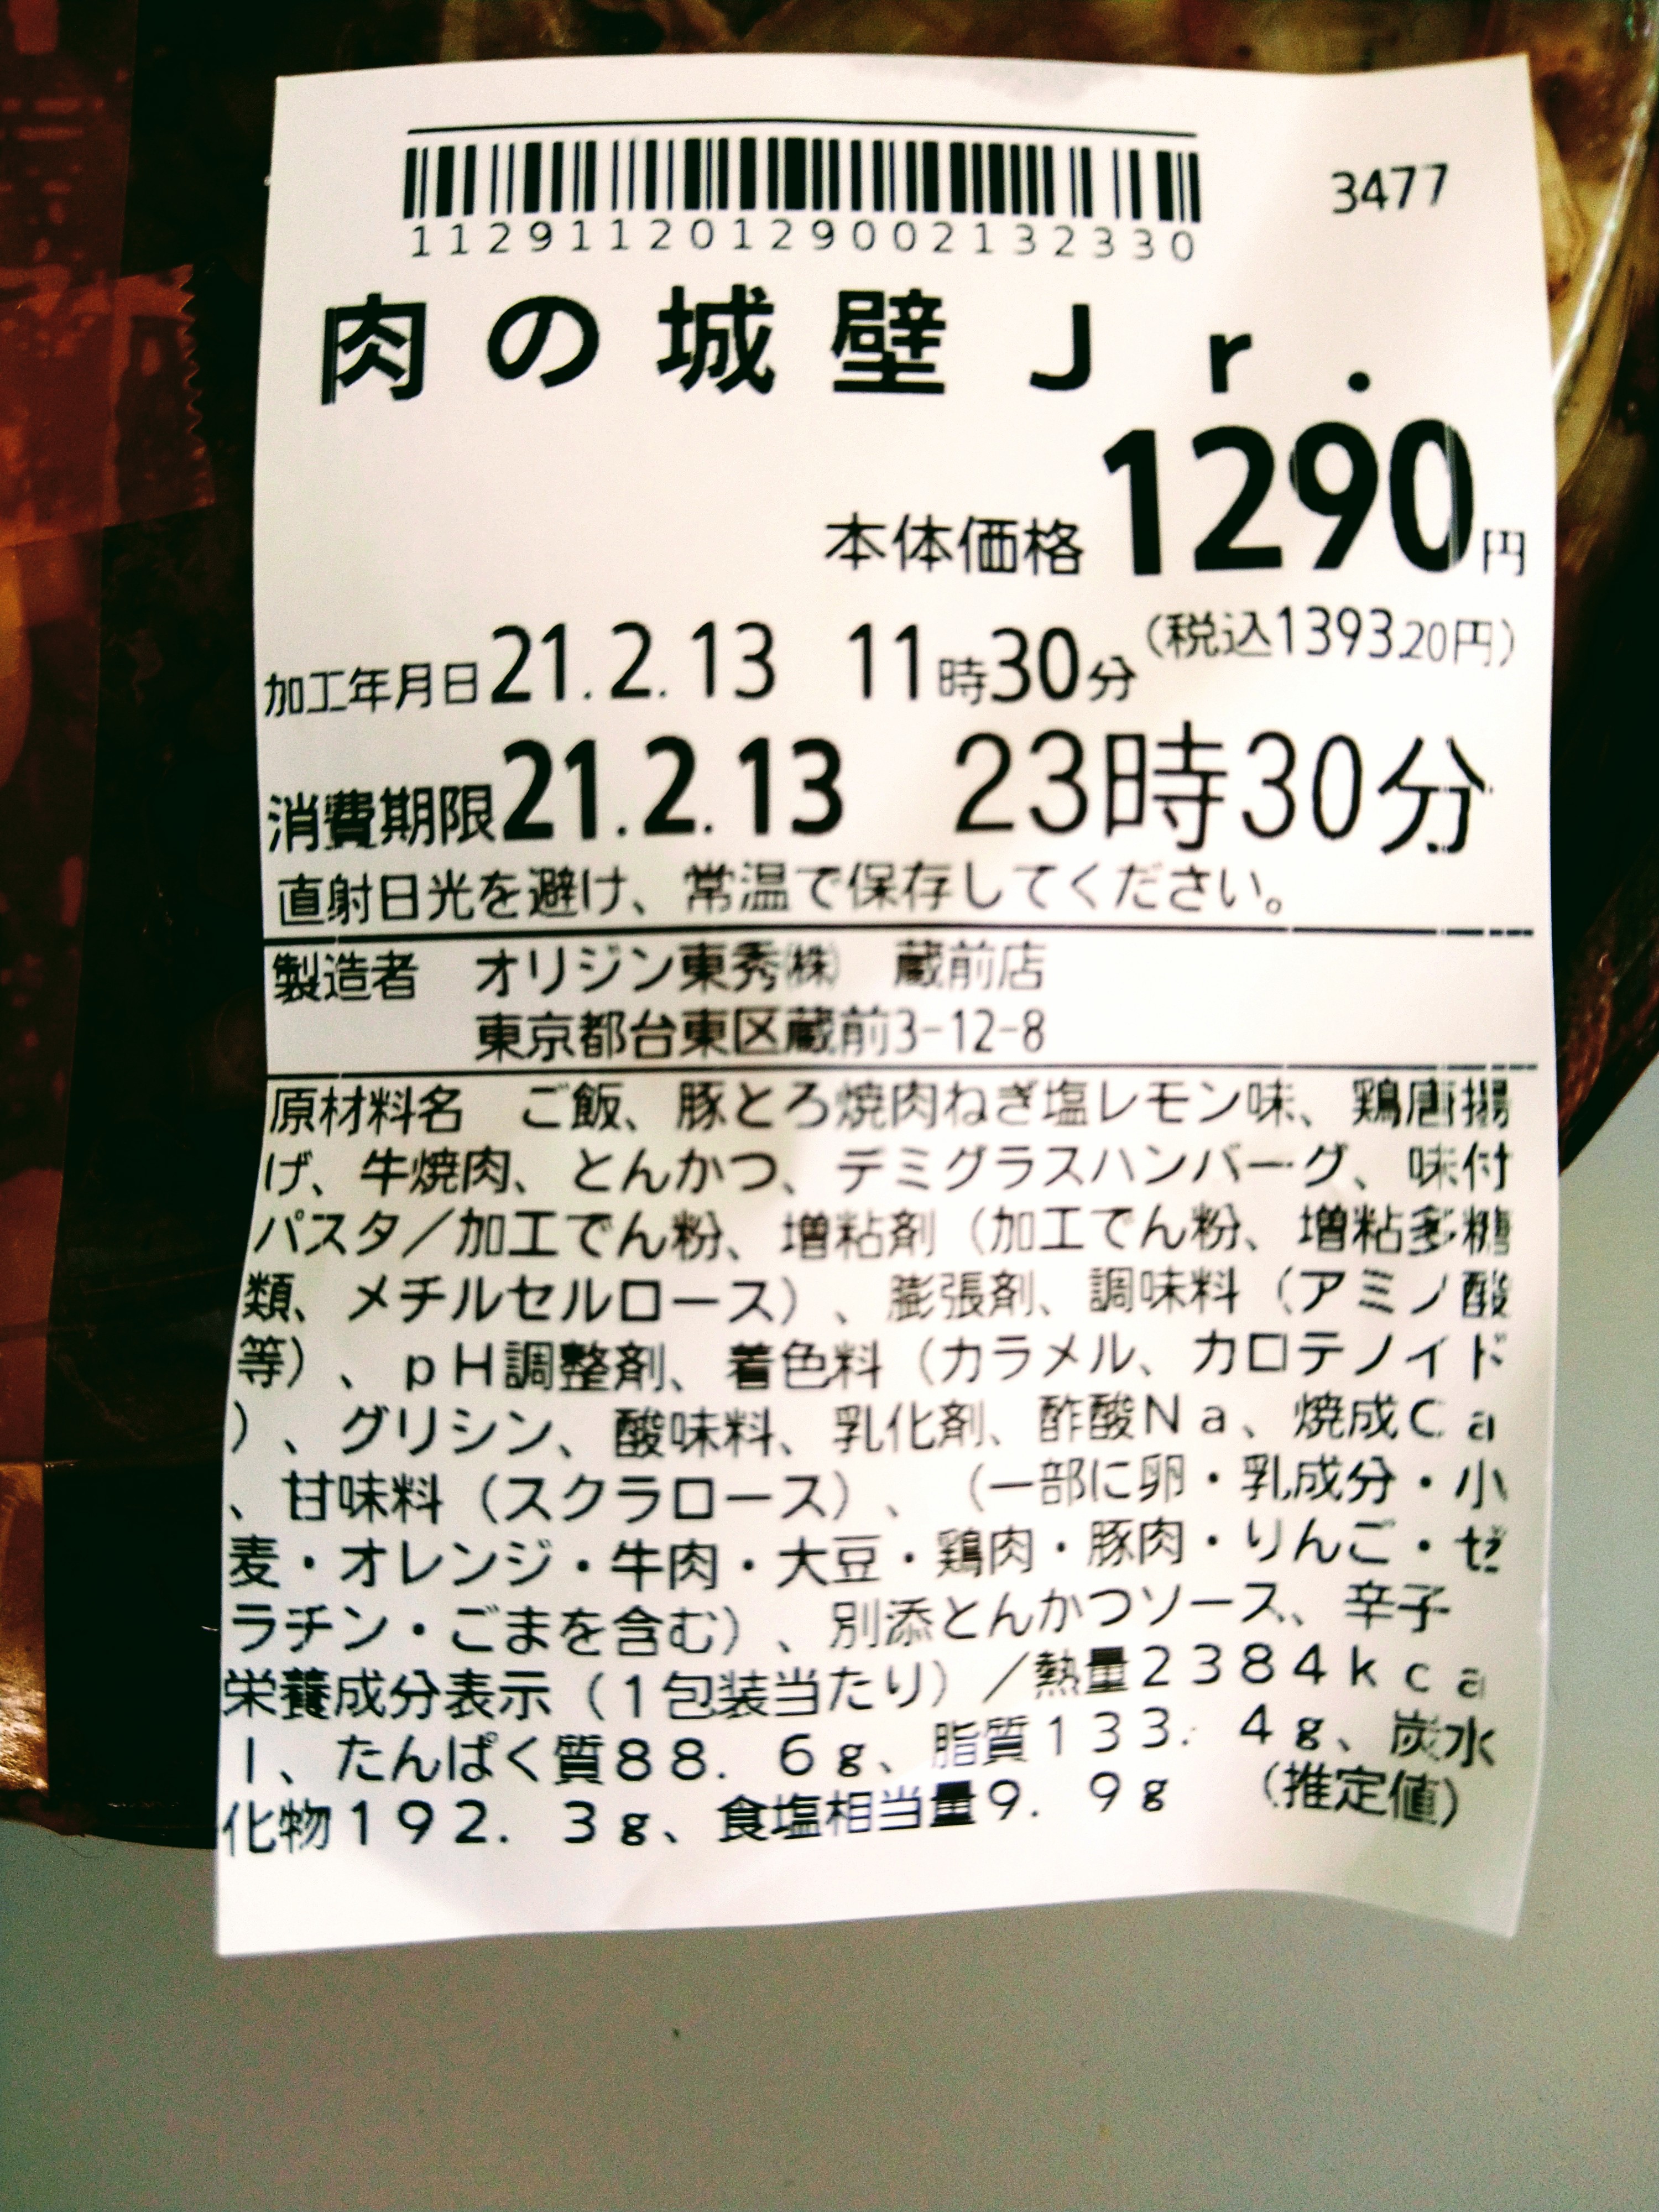 3477
11291120129002132330
肉の城壁Jr.
本体価格1290円
(税込1393.20円)
加工年月日21.2.13 11時30分
消費期限21.2.13 23時30分
直射日光を避け、常温で保存してください。
製造者 オリジン東秀㈱ 蔵前店
東京都台東区蔵前3-12-8
原材料名 ご飯、豚とろ焼肉ねぎ塩レモン味、鶏唐揚
げ、牛焼肉、とんかつ、デミグラスハンバーグ、味付
パスタ／加工でん粉、増粘剤（加工でん粉、増粘多糖
類、メチルセルロース）、膨張剤、調味料（アミノ酸
等）、ｐＨ調整剤、着色料（カラメル、カロテノイド
）、グリシン、酸味料、乳化剤、酢酸Ｎａ、焼成Ｃａ
、甘味料（スクラロース）、（一部に卵・乳成分・小
麦・オレンジ・牛肉・大豆・鶏肉・豚肉・りんご・ゼ
ラチン・ごまを含む）、別添とんかつソース、辛子
栄養成分表示（１包装当たり）／熱量２３８４ｋｃａ
ｌ、たんぱく質８８．６ｇ、脂質１３３．４ｇ、炭水
化物１９２．３ｇ、食塩相当量９．９ｇ （推定値）